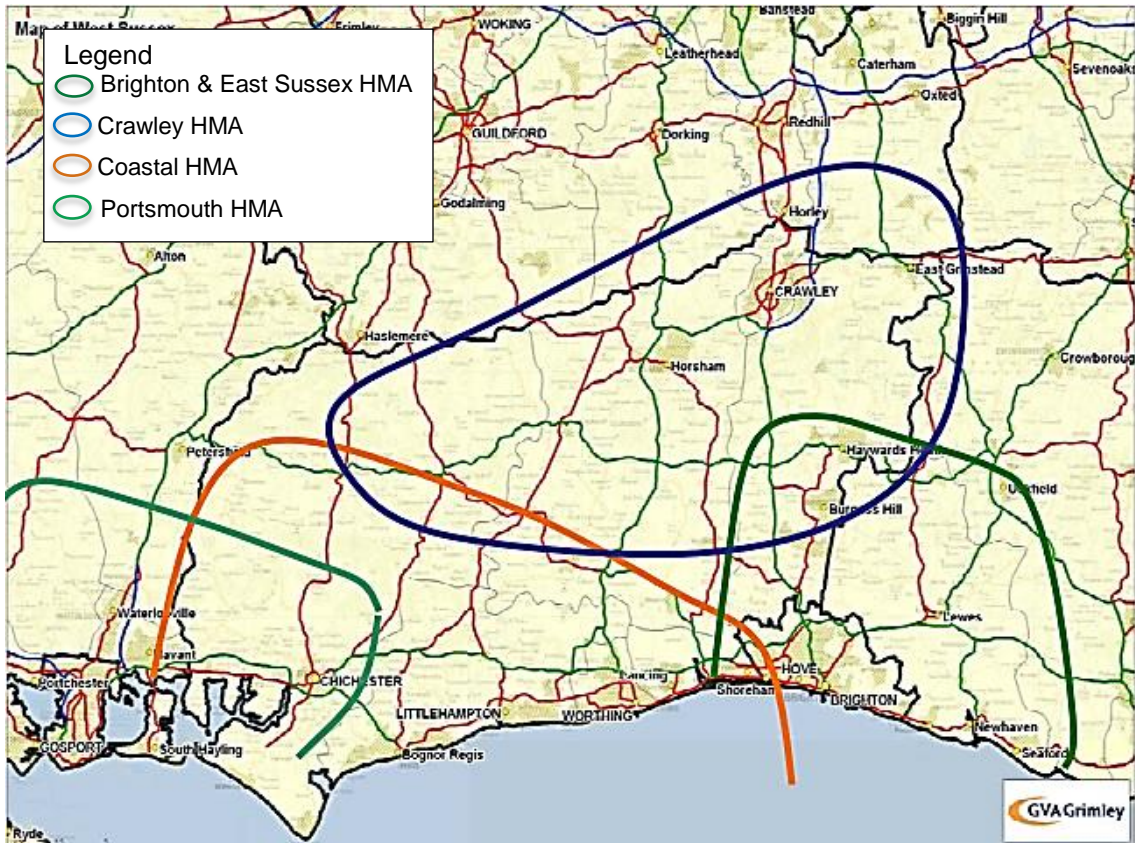 Map of West Sussex
Legend
Brighton & East Sussex HMA
Crawley HMA
Coastal HMA
Portsmouth HMA
Frimley
WOKING
Banstead
Biggin Hill
Leatherhead
Caterham
Sevenoaks
Oxted
GUILDFORD
Dorking
Redhill
Godalming
Horley
Alton
East Grinstead
CRAWLEY
Haslemere
Horsham
Crowboroug
Petersfield
Haywards
Uckfield
Burgess Hill
Waterlooville
Lewes
Havant
Portchester
CHICHESTER
Lancing
HOVE
Shoreham
BRIGHTON
LITTLEHAMPTON
WORTHING
Newhaven
GOSPORT
South Hayling
Bognor Regis
Seaford
GVA Grimley
Ryde